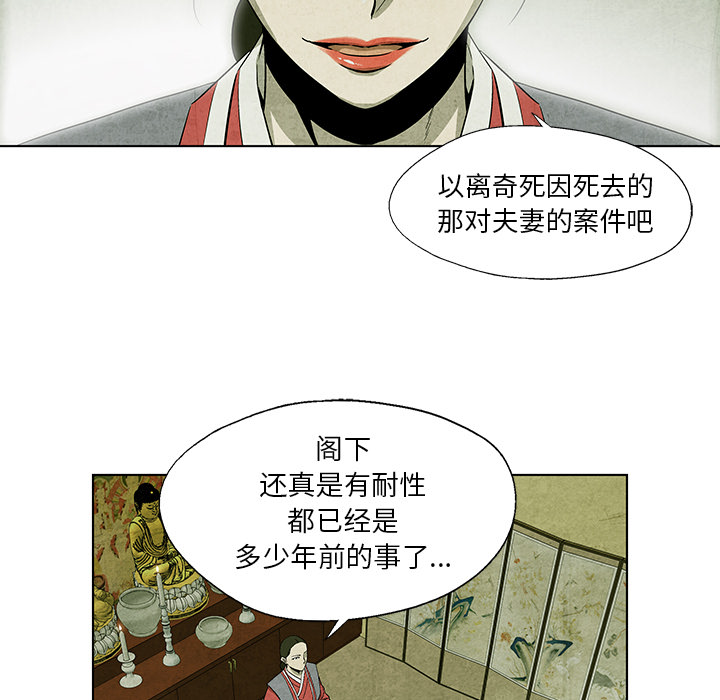 以离奇死因死去的
那对夫妻的案件吧
阁下
还真是有耐性
都已经是
多少年前的事了…